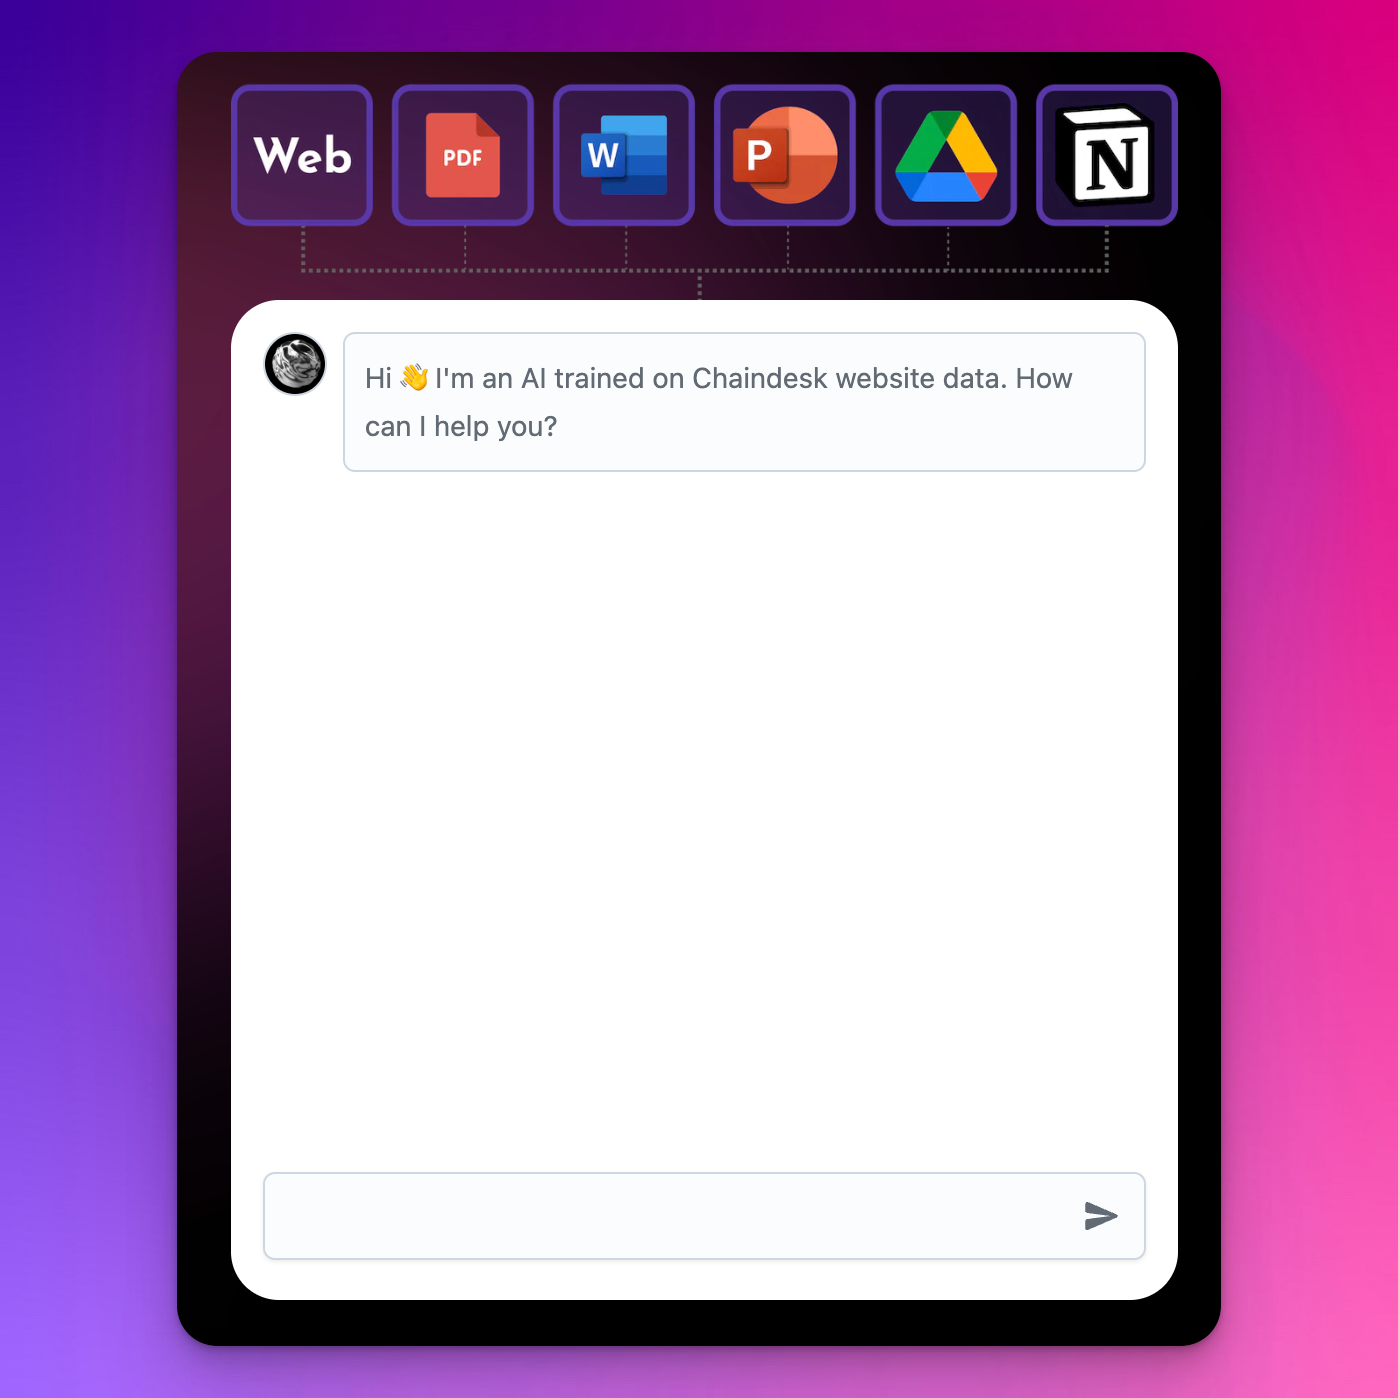 Web
PDF
W
P
N
Hi 👋 I'm an AI trained on Chaindesk website data. How
can I help you?